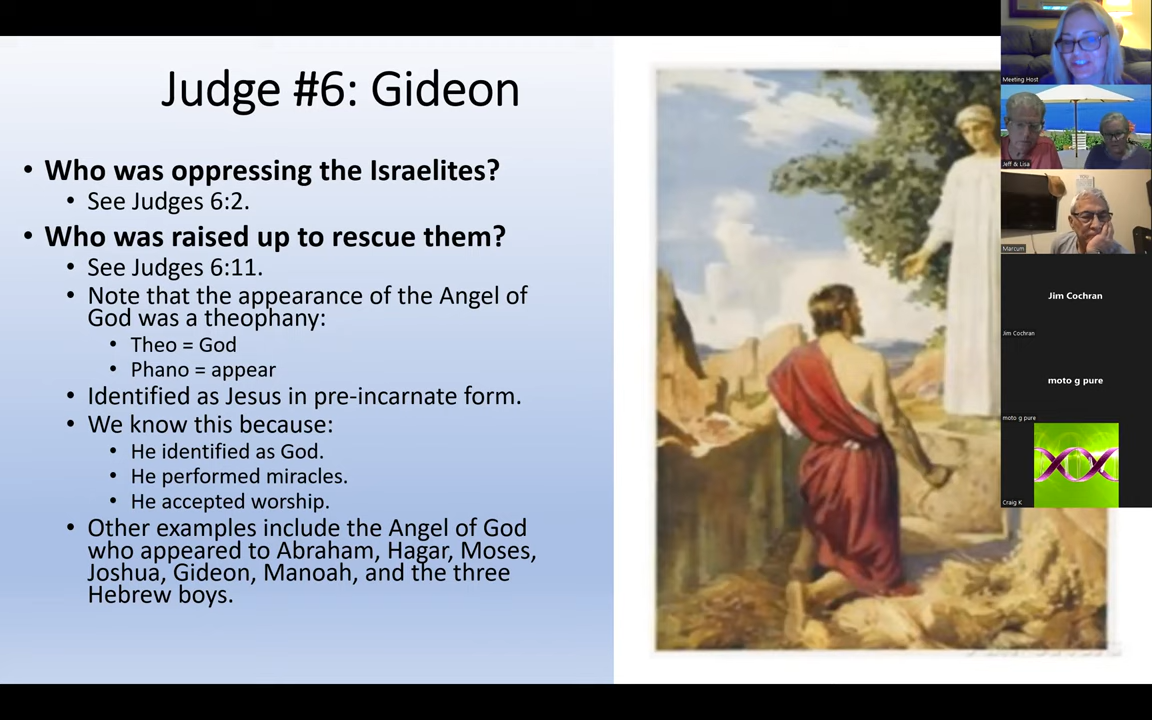 Judge #6: Gideon
• Who was oppressing the Israelites?
• See Judges 6:2.
• Who was raised up to rescue them?
• See Judges 6:11.
• Note that the appearance of the Angel of
God was a theophany:
• Theo = God
• Phano = appear
• Identified as Jesus in pre-incarnate form.
• We know this because:
• He identified as God.
• He performed miracles.
• He accepted worship.
• Other examples include the Angel of God
who appeared to Abraham, Hagar, Moses,
Joshua, Gideon, Manoah, and the three
Hebrew boys.
Meeting Host
Jeff & Lisa
Marcum
Jim Cochran
Jim Cochran
moto g pure
moto g pure
Craig K